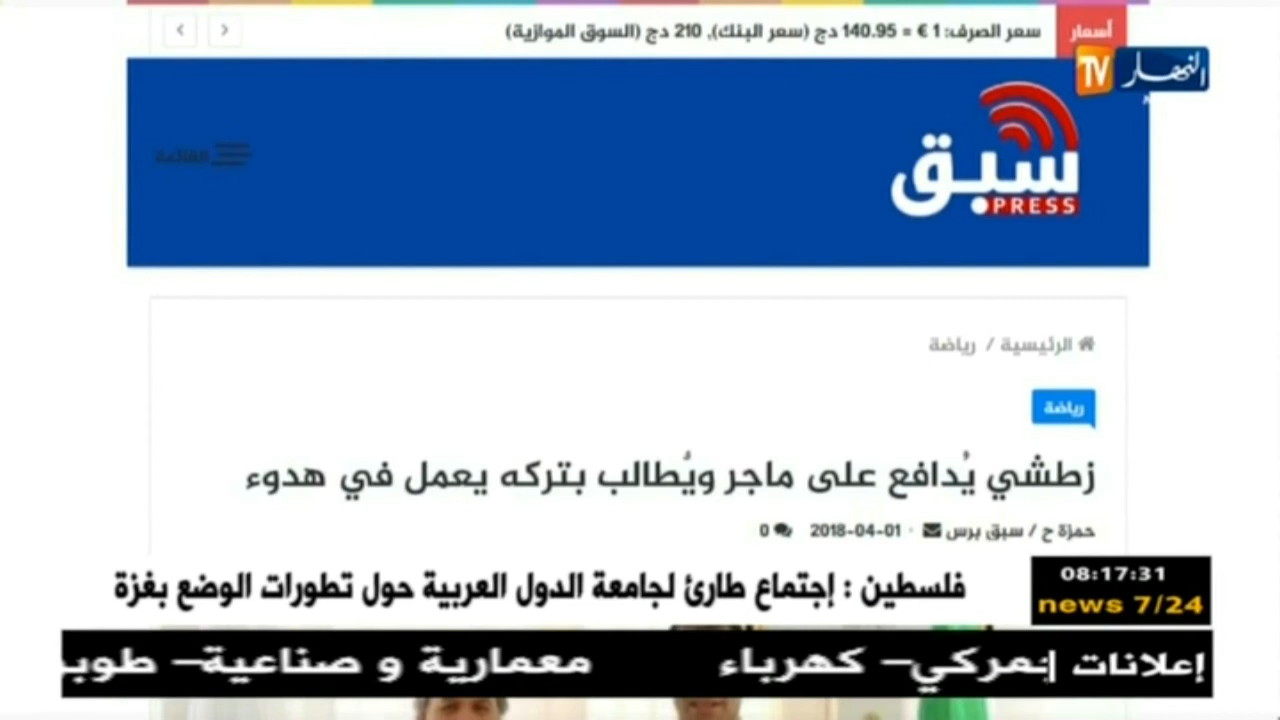 أسعار سعر الصرف: 1 € = 140.95 دج (سعر البنك), 210 دج (السوق الموازية)
النهار TV
القائمة
سبق
PRESS
الرئيسية / رياضة
رياضة
زطشي يُدافع على ماجر ويُطالب بتركه يعمل في هدوء
حمزة ح / سبق برس · 2018-04-01 0
08:17:31
فلسطين : إجتماع طارئ لجامعة الدول العربية حول تطورات الوضع بغزة
news 7/24
إعلانات | جمركي– كهرباء معمارية و صناعية–